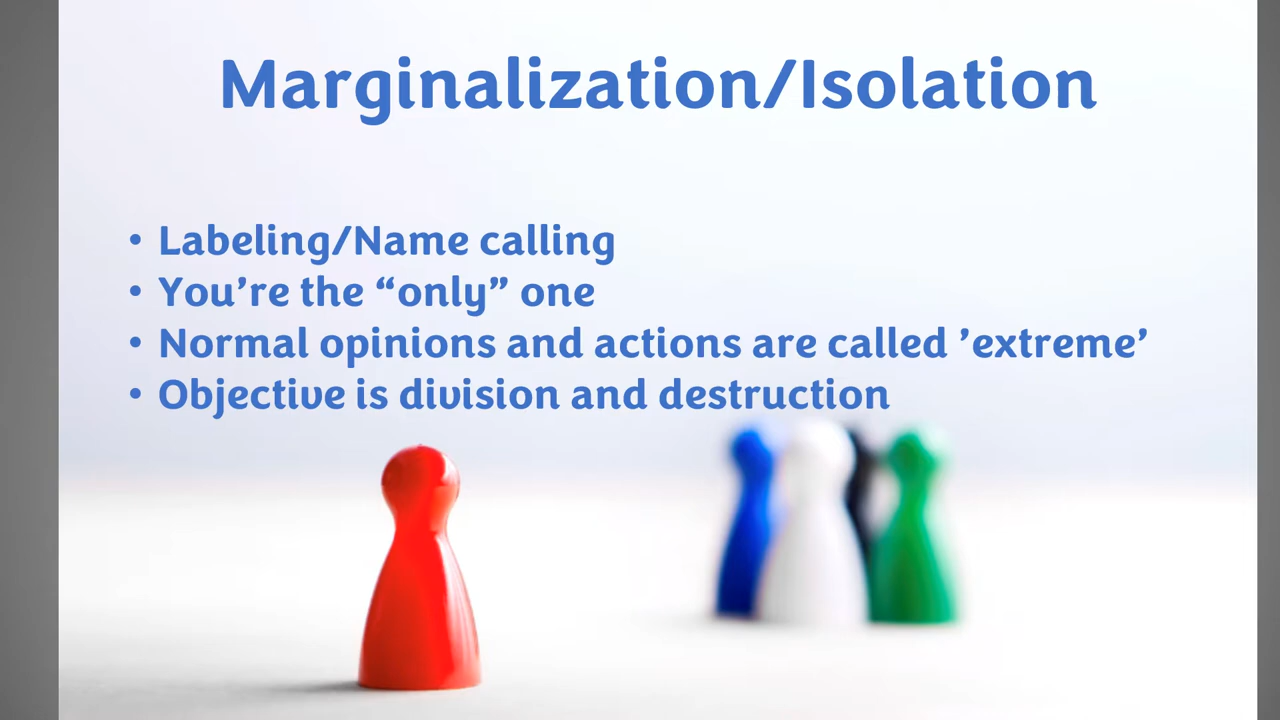 Marginalization/Isolation
• Labeling/Name calling
• You’re the “only” one
• Normal opinions and actions are called ’extreme’
• Objective is division and destruction